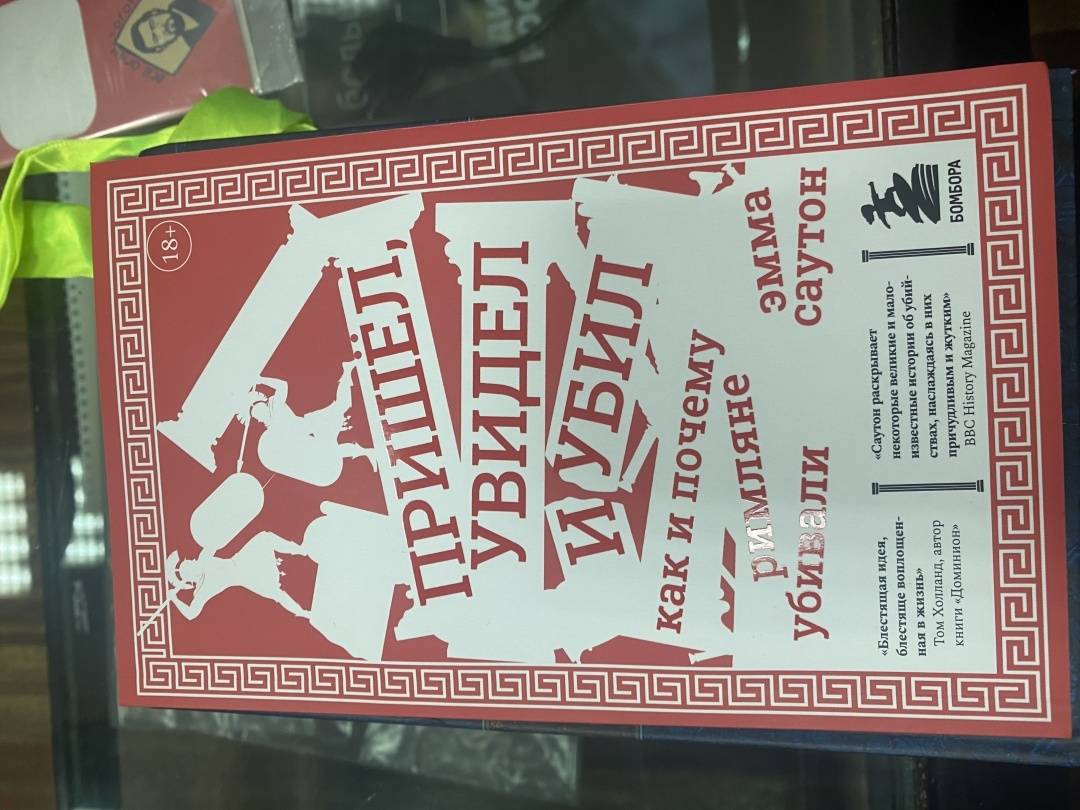 18+
ПРИШЁЛ,
УВИДЕЛ
И УБИЛ
как и почему
римляне
убивали
эмма
саутон
«Блестящая идея,
блестяще воплощен-
ная в жизнь»
Том Холланд, автор
книги «Доминион»
«Саутон раскрывает
некоторые великие и мало-
известные истории об убий-
ствах, наслаждаясь в них
причудливым и жутким»
BBC History Magazine
БОМБОРА